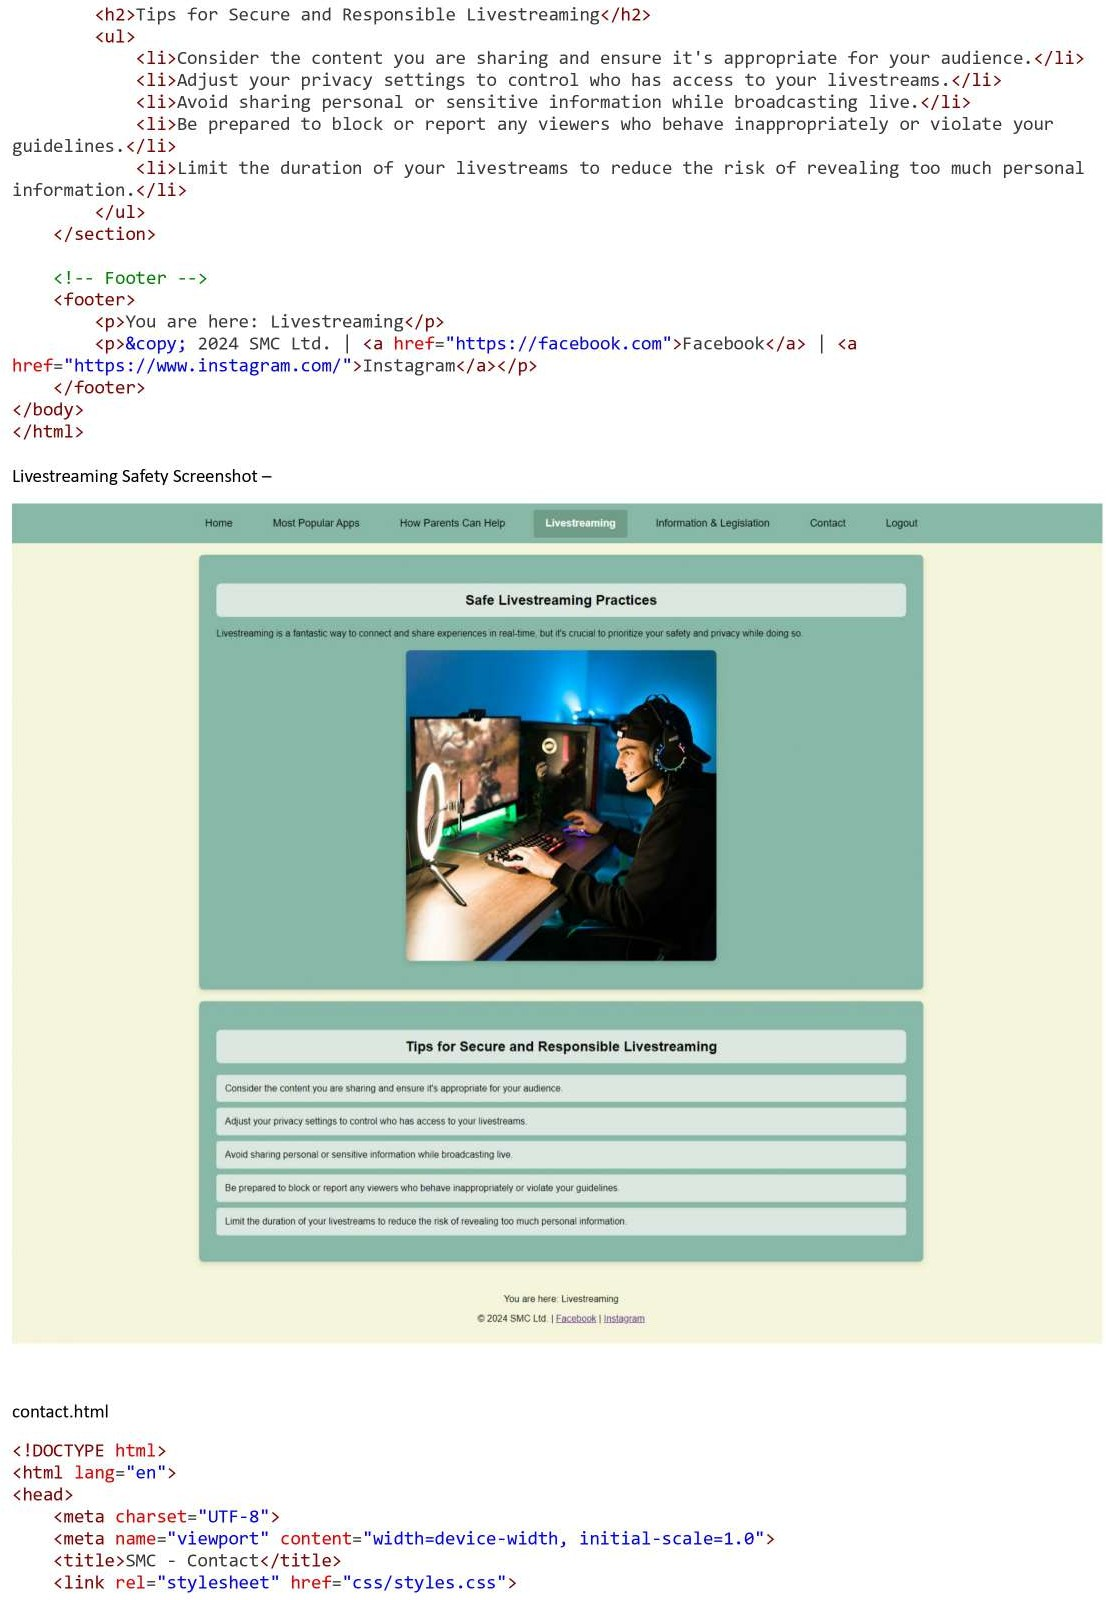 <h2>Tips for Secure and Responsible Livestreaming</h2>
        <ul>
            <li>Consider the content you are sharing and ensure it's appropriate for your audience.</li>
            <li>Adjust your privacy settings to control who has access to your livestreams.</li>
            <li>Avoid sharing personal or sensitive information while broadcasting live.</li>
            <li>Be prepared to block or report any viewers who behave inappropriately or violate your
guidelines.</li>
            <li>Limit the duration of your livestreams to reduce the risk of revealing too much personal
information.</li>
        </ul>
    </section>

    <!-- Footer -->
    <footer>
        <p>You are here: Livestreaming</p>
        <p>&copy; 2024 SMC Ltd. | <a href="https://facebook.com">Facebook</a> | <a
href="https://www.instagram.com/">Instagram</a></p>
    </footer>
</body>
</html>
Livestreaming Safety Screenshot –
Home Most Popular Apps How Parents Can Help Livestreaming Information & Legislation Contact Logout
Safe Livestreaming Practices
Livestreaming is a fantastic way to connect and share experiences in real-time, but it's crucial to prioritize your safety and privacy while doing so.
Tips for Secure and Responsible Livestreaming
Consider the content you are sharing and ensure it's appropriate for your audience.
Adjust your privacy settings to control who has access to your livestreams.
Avoid sharing personal or sensitive information while broadcasting live.
Be prepared to block or report any viewers who behave inappropriately or violate your guidelines.
Limit the duration of your livestreams to reduce the risk of revealing too much personal information.
You are here: Livestreaming
© 2024 SMC Ltd. | Facebook | Instagram
contact.html
<!DOCTYPE html>
<html lang="en">
<head>
    <meta charset="UTF-8">
    <meta name="viewport" content="width=device-width, initial-scale=1.0">
    <title>SMC - Contact</title>
    <link rel="stylesheet" href="css/styles.css">